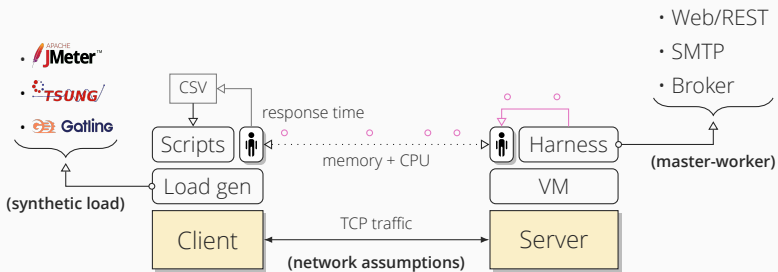 • APACHE JMeter™
• TSUNG
• Gatling
(synthetic load)
CSV
response time
Scripts
memory + CPU
Load gen
Client
TCP traffic
(network assumptions)
• Web/REST
• SMTP
• Broker
Harness
(master-worker)
VM
Server